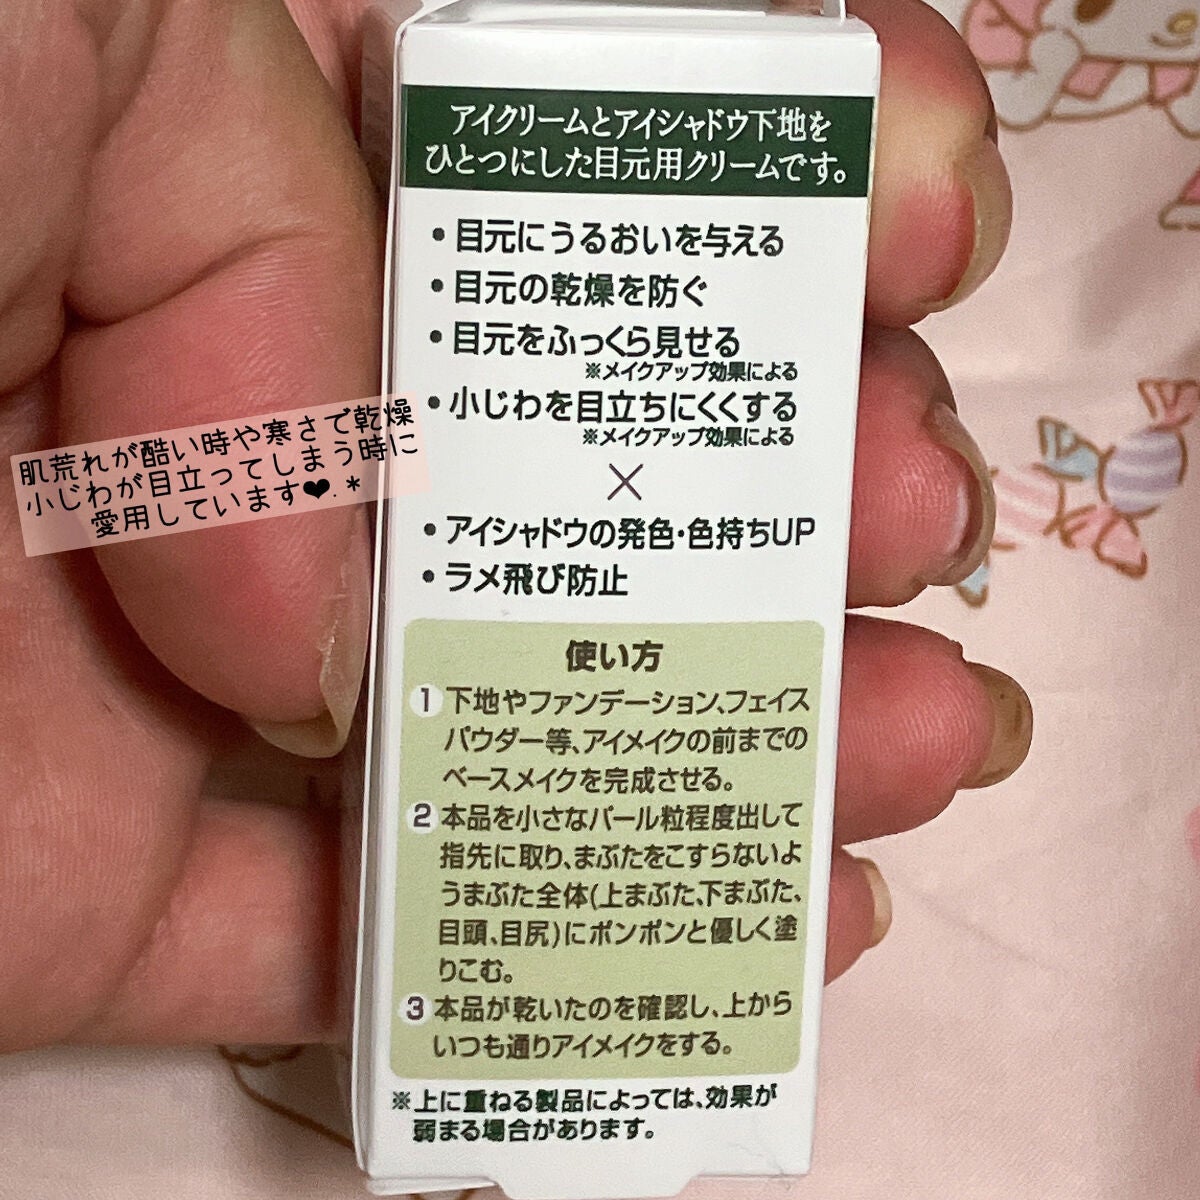 アイクリームとアイシャドウ下地を
ひとつにした目元用クリームです。
・目元にうるおいを与える
・目元の乾燥を防ぐ
・目元をふっくら見せる
※メイクアップ効果による
・小じわを目立ちにくくする
※メイクアップ効果による
×
・アイシャドウの発色・色持ちUP
・ラメ飛び防止
肌荒れが酷い時や寒さで乾燥
小じわが目立ってしまう時に
愛用しています❤.＊
使い方
1 下地やファンデーション、フェイス
パウダー等、アイメイクの前までの
ベースメイクを完成させる。
2 本品を小さなパール粒程度出して
指先に取り、まぶたをこすらないよ
うまぶた全体(上まぶた、下まぶた、
目頭、目尻)にポンポンと優しく塗
りこむ。
3 本品が乾いたのを確認し、上から
いつも通りアイメイクをする。
※上に重ねる製品によっては、効果が
弱まる場合があります。